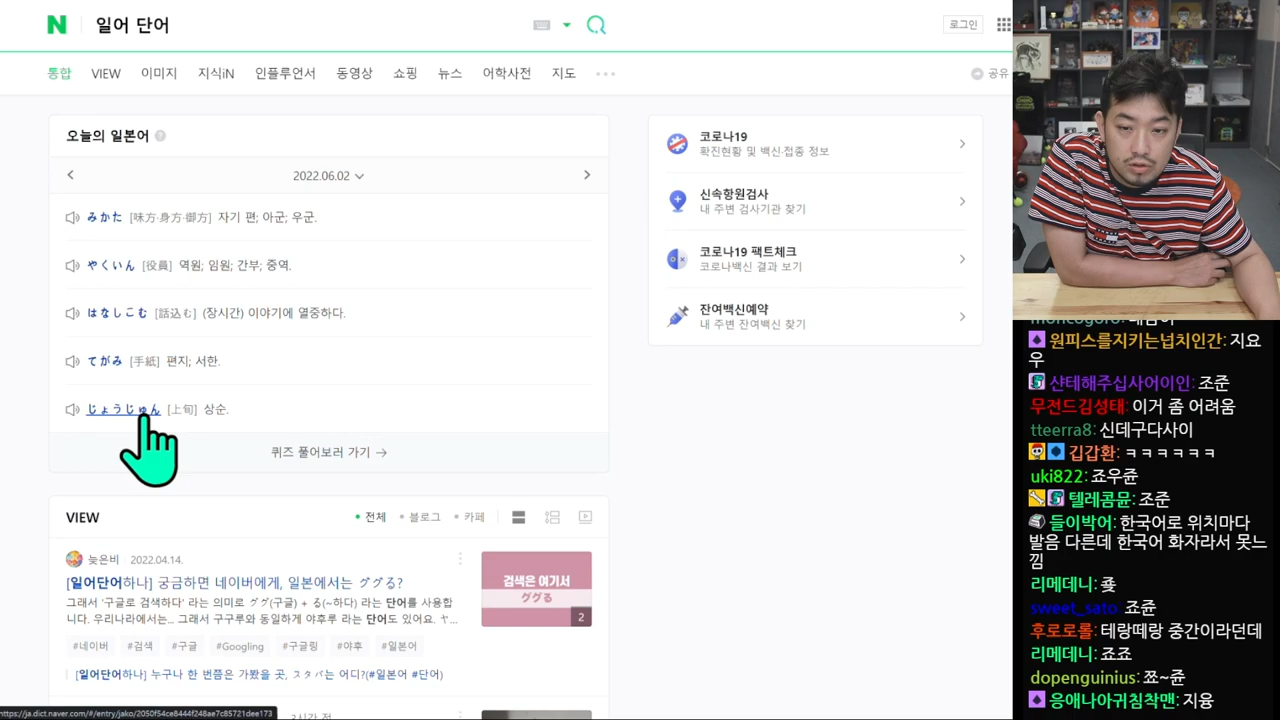 N 일어 단어
로그인
통합 VIEW 이미지 지식iN 인플루언서 동영상 쇼핑 뉴스 어학사전 지도
공유
오늘의 일본어
2022.06.02
みかた [味方·身方·御方] 자기 편; 아군; 우군.
やくいん [役員] 역원; 임원; 간부; 중역.
はなしこむ [話込む] (장시간) 이야기에 열중하다.
てがみ [手紙] 편지; 서한.
じょうじゅん [上旬] 상순.
퀴즈 풀어보러 가기 →
코로나19
확진현황 및 백신·접종 정보
신속항원검사
내 주변 검사기관 찾기
코로나19 팩트체크
코로나백신 결과 보기
잔여백신예약
내 주변 잔여백신 찾기
VIEW
전체 블로그 카페
늦은비 2022.04.14.
[일어단어하나] 궁금하면 네이버에게, 일본에서는 ググる?
그래서 '구글로 검색하다' 라는 의미로 ググ(구글) + る(~하다) 라는 단어를 사용합
니다. 우리나라에서는... 그래서 구구루와 동일하게 야후루 라는 단어도 있어요. ヤ...
#네이버 #검색 #구글 #Googling #구글링 #야후 #일본어
[일어단어하나] 누구나 한 번쯤은 가봤을 곳, スタバ는 어디?(#일본어 #단어)
검색은 여기서
ググる
2
https://ja.dict.naver.com/#/entry/jako/2050f54ce8444f248ae7c85721dee173
3시간 전
원피스를지키는넙치인간: 지요
우
샨테해주십사어이인: 조준
무전드김성태: 이거 좀 어려움
tteerra8: 신데구다사이
김갑환: ㅋㅋㅋㅋㅋㅋ
uki822: 죠우쥰
텔레콤뮨: 조준
들이박어: 한국어로 위치마다
발음 다른데 한국어 화자라서 못느
낌
리메데니: 죷
sweet_sato 죠쥰
후로로롤: 테랑떼랑 중간이라던데
리메데니: 죠죠
dopenguinius: 쬬~쥰
응애나아귀침착맨: 지융